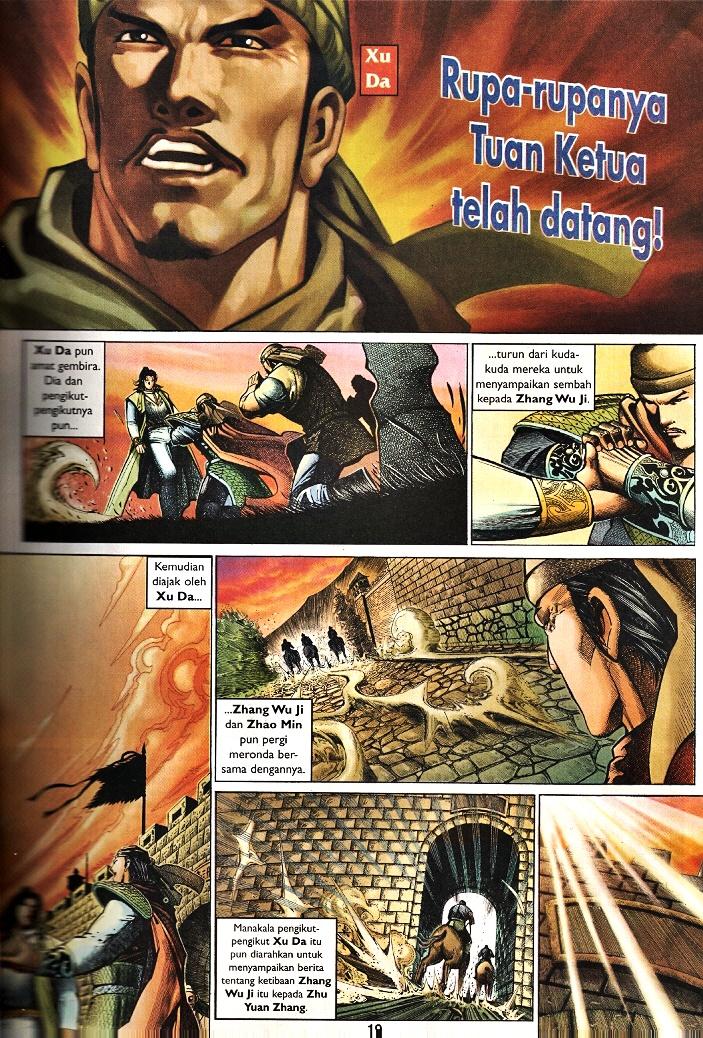 Xu
Da
Rupa-rupanya
Tuan Ketua
telah datang!
Xu Da pun
amat gembira.
Dia dan
pengikut-
pengikutnya
pun...
...turun dari kuda-
kuda mereka untuk
menyampaikan sembah
kepada Zhang Wu Ji.
Kemudian
diajak oleh
Xu Da...
...Zhang Wu Ji
dan Zhao Min
pun pergi
meronda ber-
sama dengannya.
Manakala pengikut-
pengikut Xu Da itu
pun diarahkan untuk
menyampaikan berita
tentang ketibaan Zhang
Wu Ji itu kepada Zhu
Yuan Zhang.
19